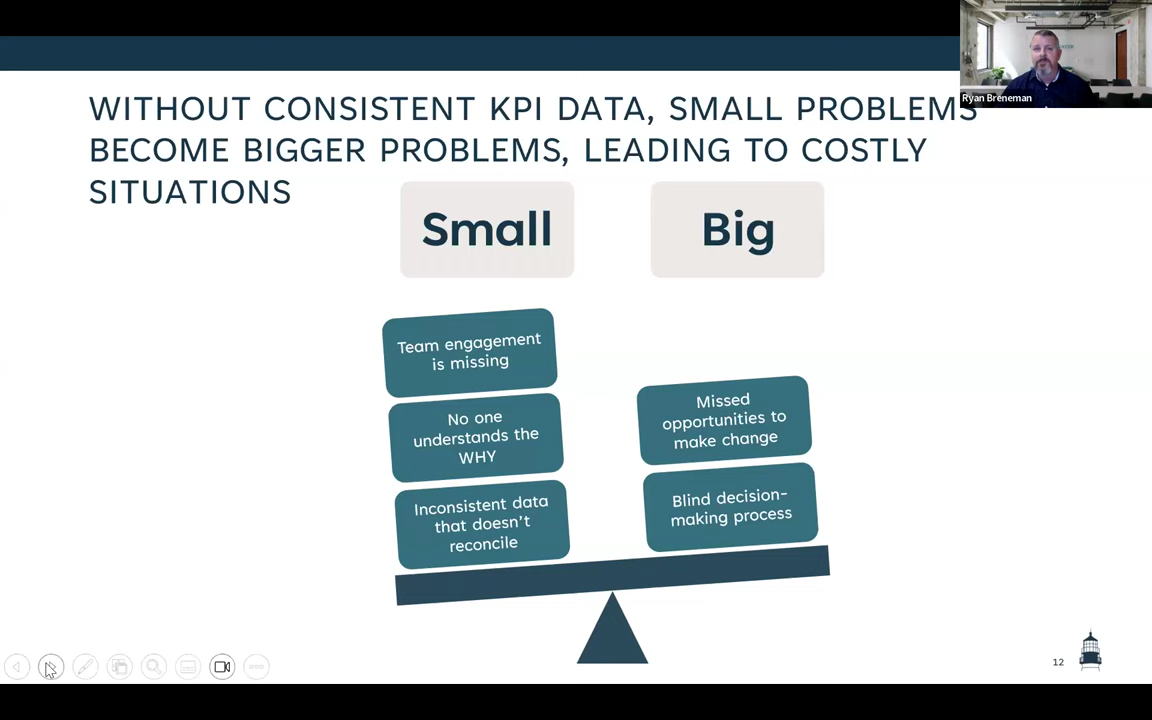 Ryan Breneman
WITHOUT CONSISTENT KPI DATA, SMALL PROBLEMS
BECOME BIGGER PROBLEMS, LEADING TO COSTLY
SITUATIONS
Small
Big
Team engagement
is missing
No one
understands the
WHY
Inconsistent data
that doesn't
reconcile
Missed
opportunities to
make change
Blind decision-
making process
12